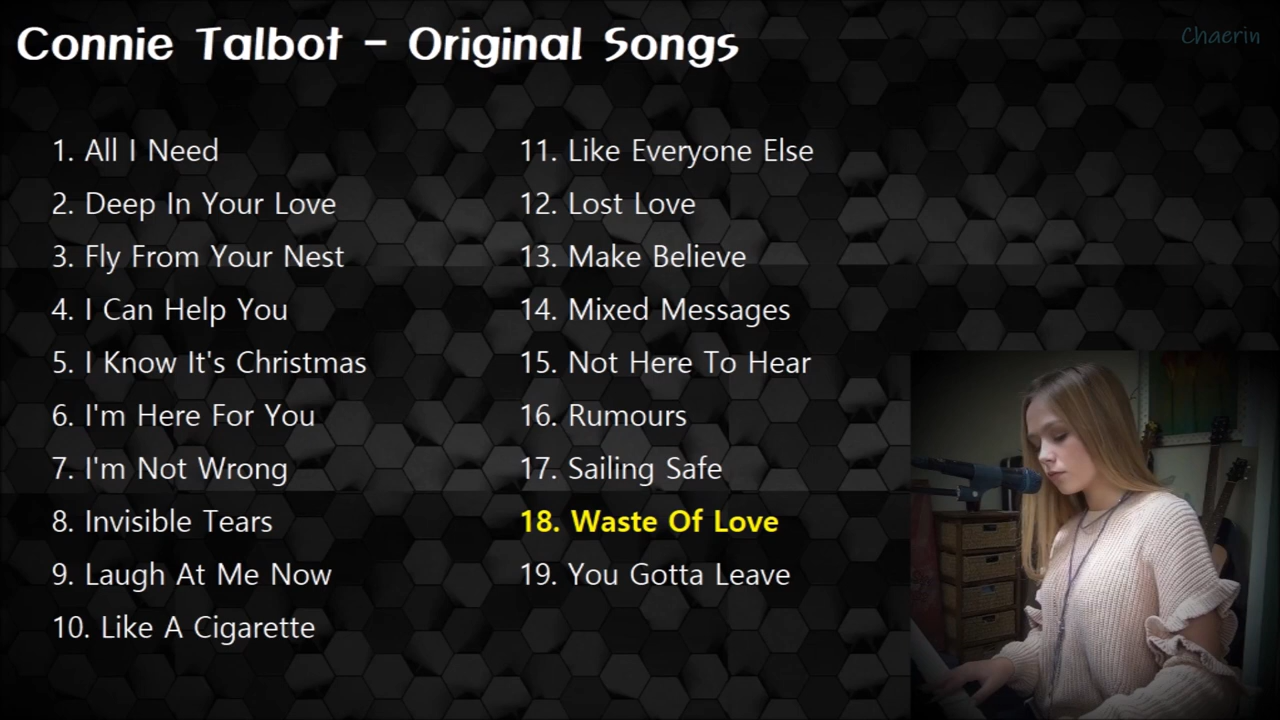 Connie Talbot - Original Songs
Chaerin
1. All I Need
2. Deep In Your Love
3. Fly From Your Nest
4. I Can Help You
5. I Know It's Christmas
6. I'm Here For You
7. I'm Not Wrong
8. Invisible Tears
9. Laugh At Me Now
10. Like A Cigarette
11. Like Everyone Else
12. Lost Love
13. Make Believe
14. Mixed Messages
15. Not Here To Hear
16. Rumours
17. Sailing Safe
18. Waste Of Love
19. You Gotta Leave